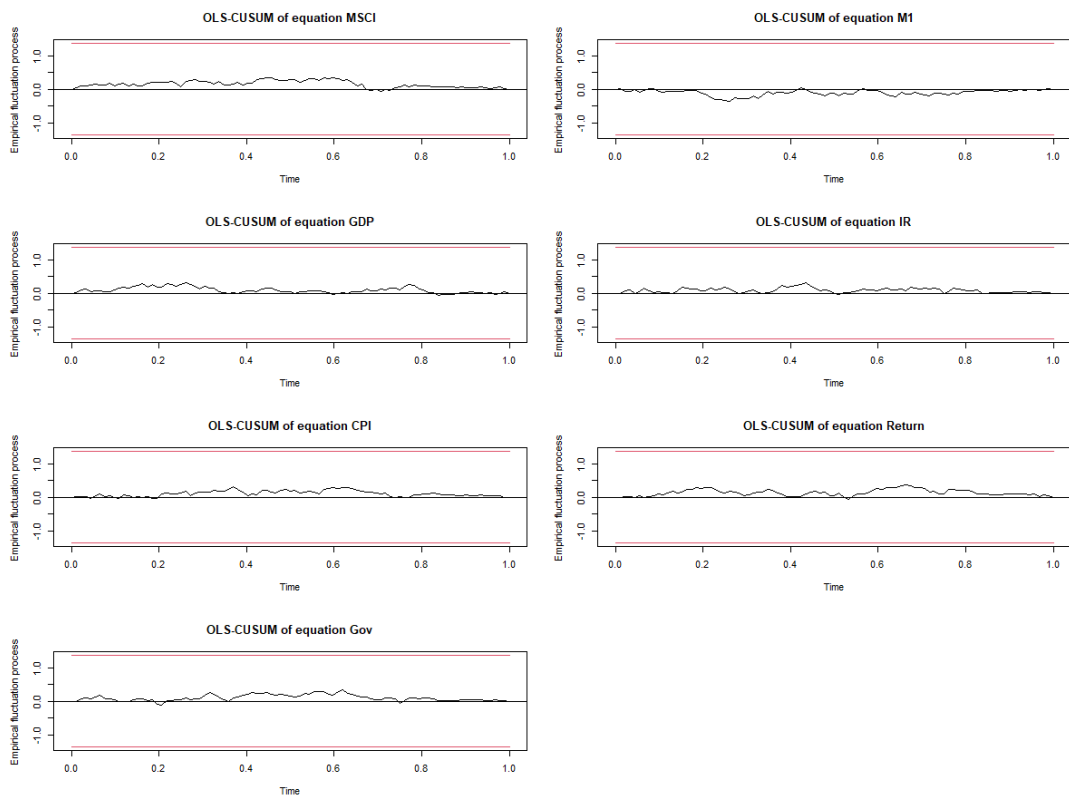 OLS-CUSUM of equation MSCI
Empirical fluctuation process
1.0
0.0
-1.0
0.0 0.2 0.4 0.6 0.8 1.0
Time
OLS-CUSUM of equation M1
Empirical fluctuation process
1.0
0.0
-1.0
0.0 0.2 0.4 0.6 0.8 1.0
Time
OLS-CUSUM of equation GDP
Empirical fluctuation process
1.0
0.0
-1.0
0.0 0.2 0.4 0.6 0.8 1.0
Time
OLS-CUSUM of equation IR
Empirical fluctuation process
1.0
0.0
-1.0
0.0 0.2 0.4 0.6 0.8 1.0
Time
OLS-CUSUM of equation CPI
Empirical fluctuation process
1.0
0.0
-1.0
0.0 0.2 0.4 0.6 0.8 1.0
Time
OLS-CUSUM of equation Return
Empirical fluctuation process
1.0
0.0
-1.0
0.0 0.2 0.4 0.6 0.8 1.0
Time
OLS-CUSUM of equation Gov
Empirical fluctuation process
1.0
0.0
-1.0
0.0 0.2 0.4 0.6 0.8 1.0
Time